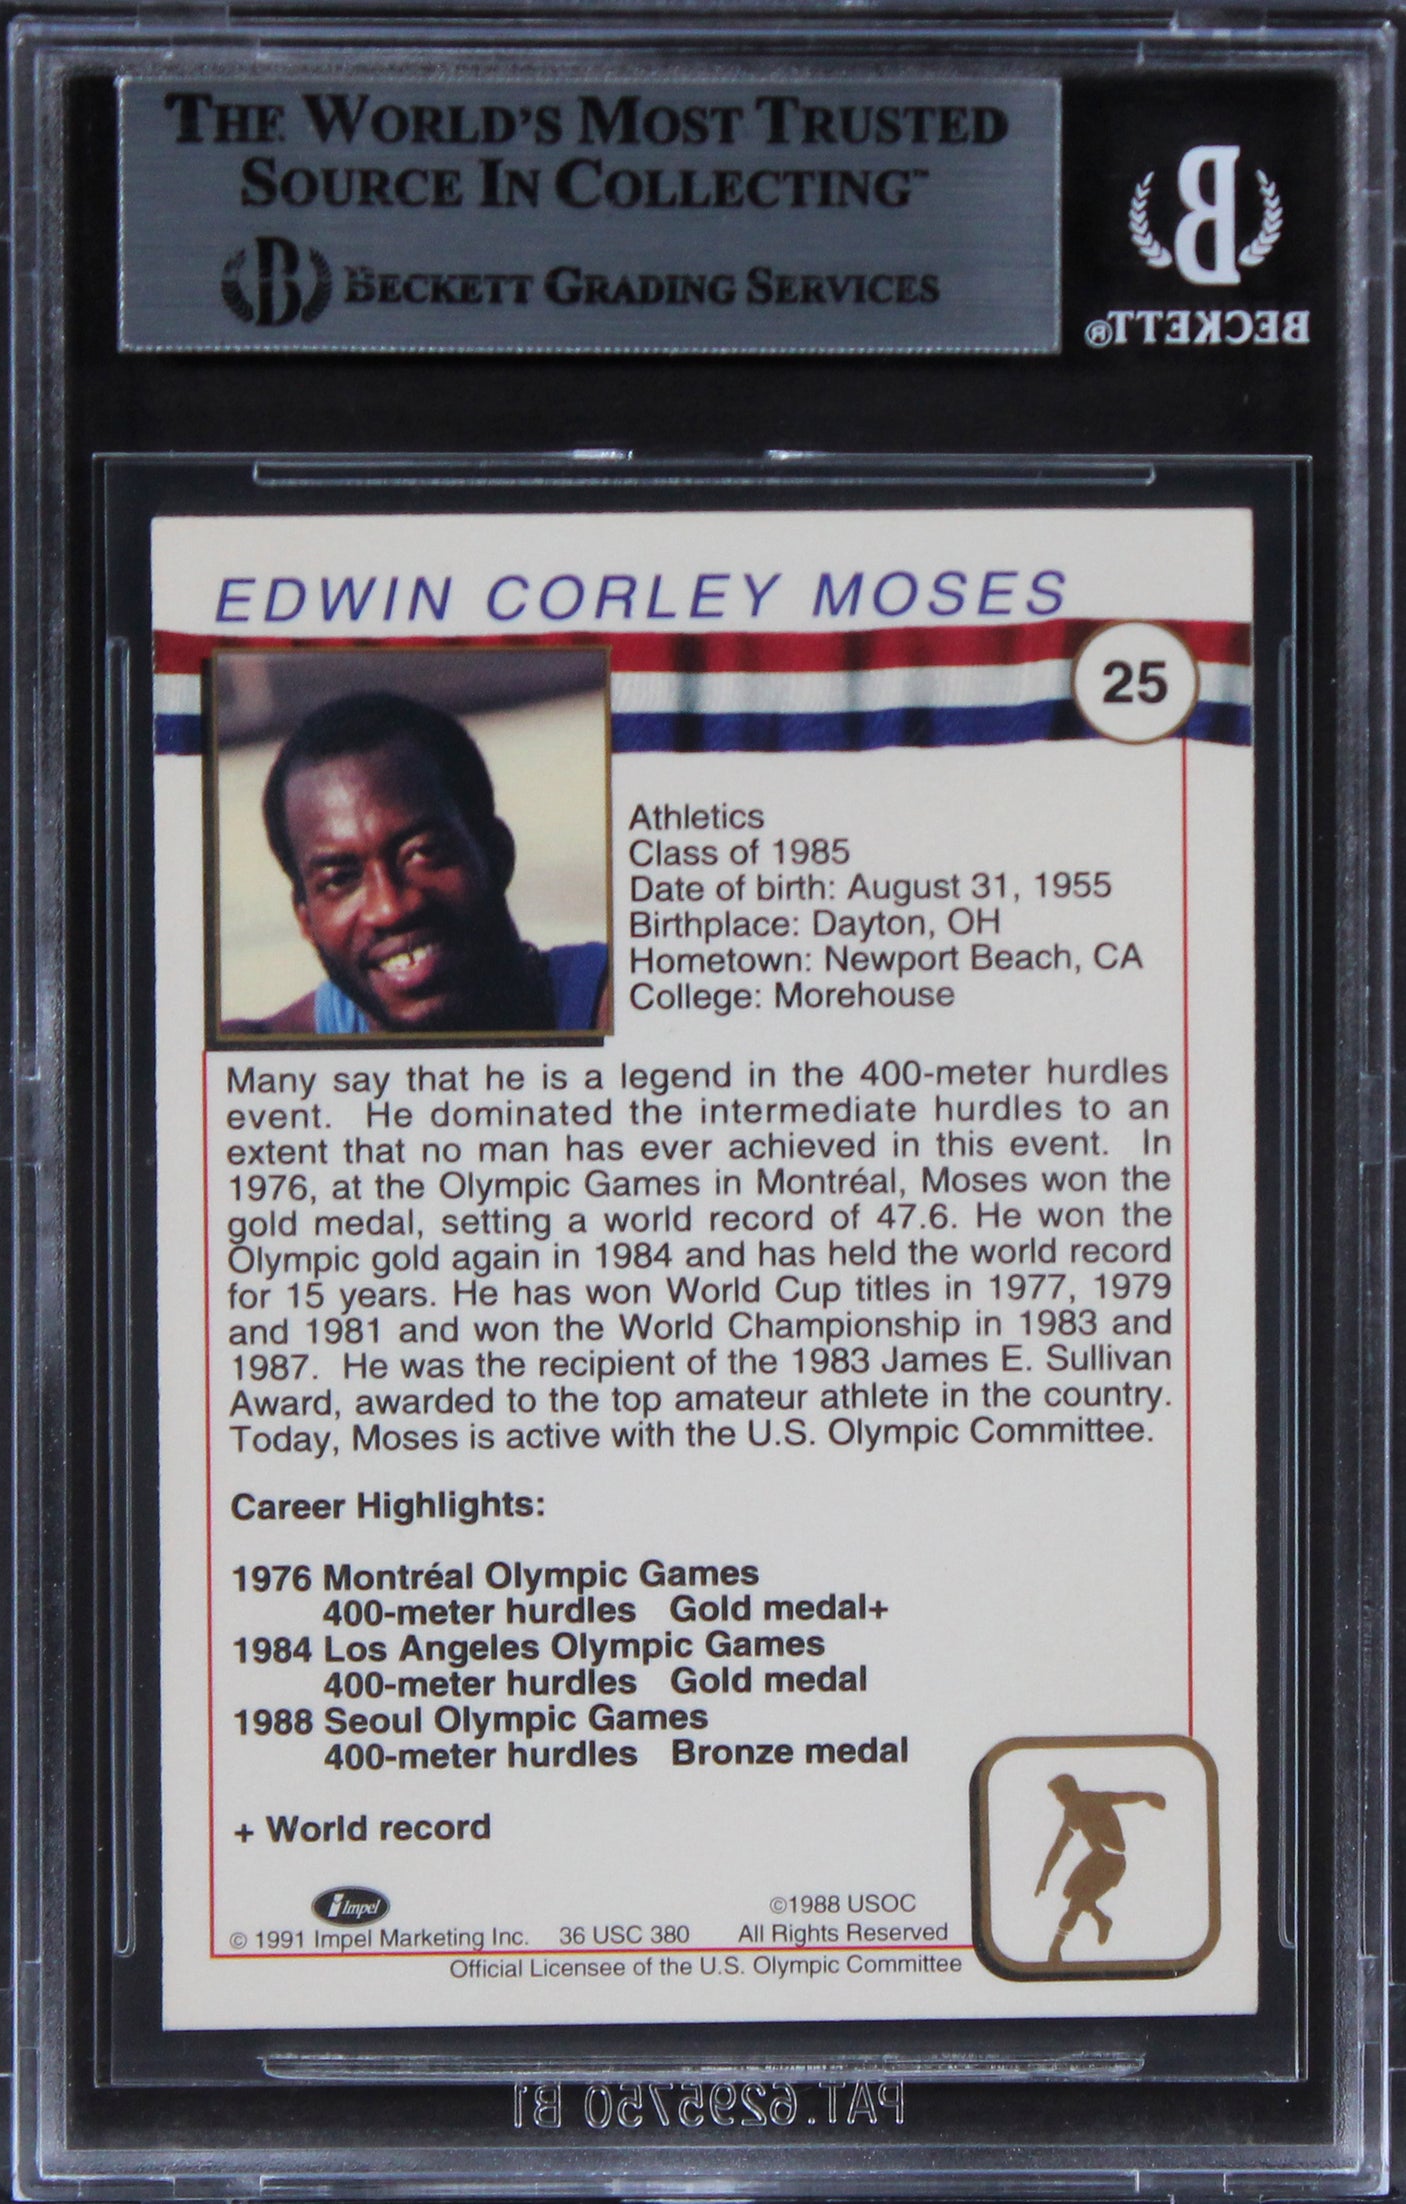 THE WORLD'S MOST TRUSTED
SOURCE IN COLLECTING™
B BECKETT GRADING SERVICES
B
BECKETT®
EDWIN CORLEY MOSES
25
Athletics
Class of 1985
Date of birth: August 31, 1955
Birthplace: Dayton, OH
Hometown: Newport Beach, CA
College: Morehouse
Many say that he is a legend in the 400-meter hurdles
event. He dominated the intermediate hurdles to an
extent that no man has ever achieved in this event. In
1976, at the Olympic Games in Montréal, Moses won the
gold medal, setting a world record of 47.6. He won the
Olympic gold again in 1984 and has held the world record
for 15 years. He has won World Cup titles in 1977, 1979
and 1981 and won the World Championship in 1983 and
1987. He was the recipient of the 1983 James E. Sullivan
Award, awarded to the top amateur athlete in the country.
Today, Moses is active with the U.S. Olympic Committee.
Career Highlights:
1976 Montréal Olympic Games
400-meter hurdles Gold medal+
1984 Los Angeles Olympic Games
400-meter hurdles Gold medal
1988 Seoul Olympic Games
400-meter hurdles Bronze medal
+ World record
Impel
©1988 USOC
© 1991 Impel Marketing Inc. 36 USC 380 All Rights Reserved
Official Licensee of the U.S. Olympic Committee
PAT.6295750 B1